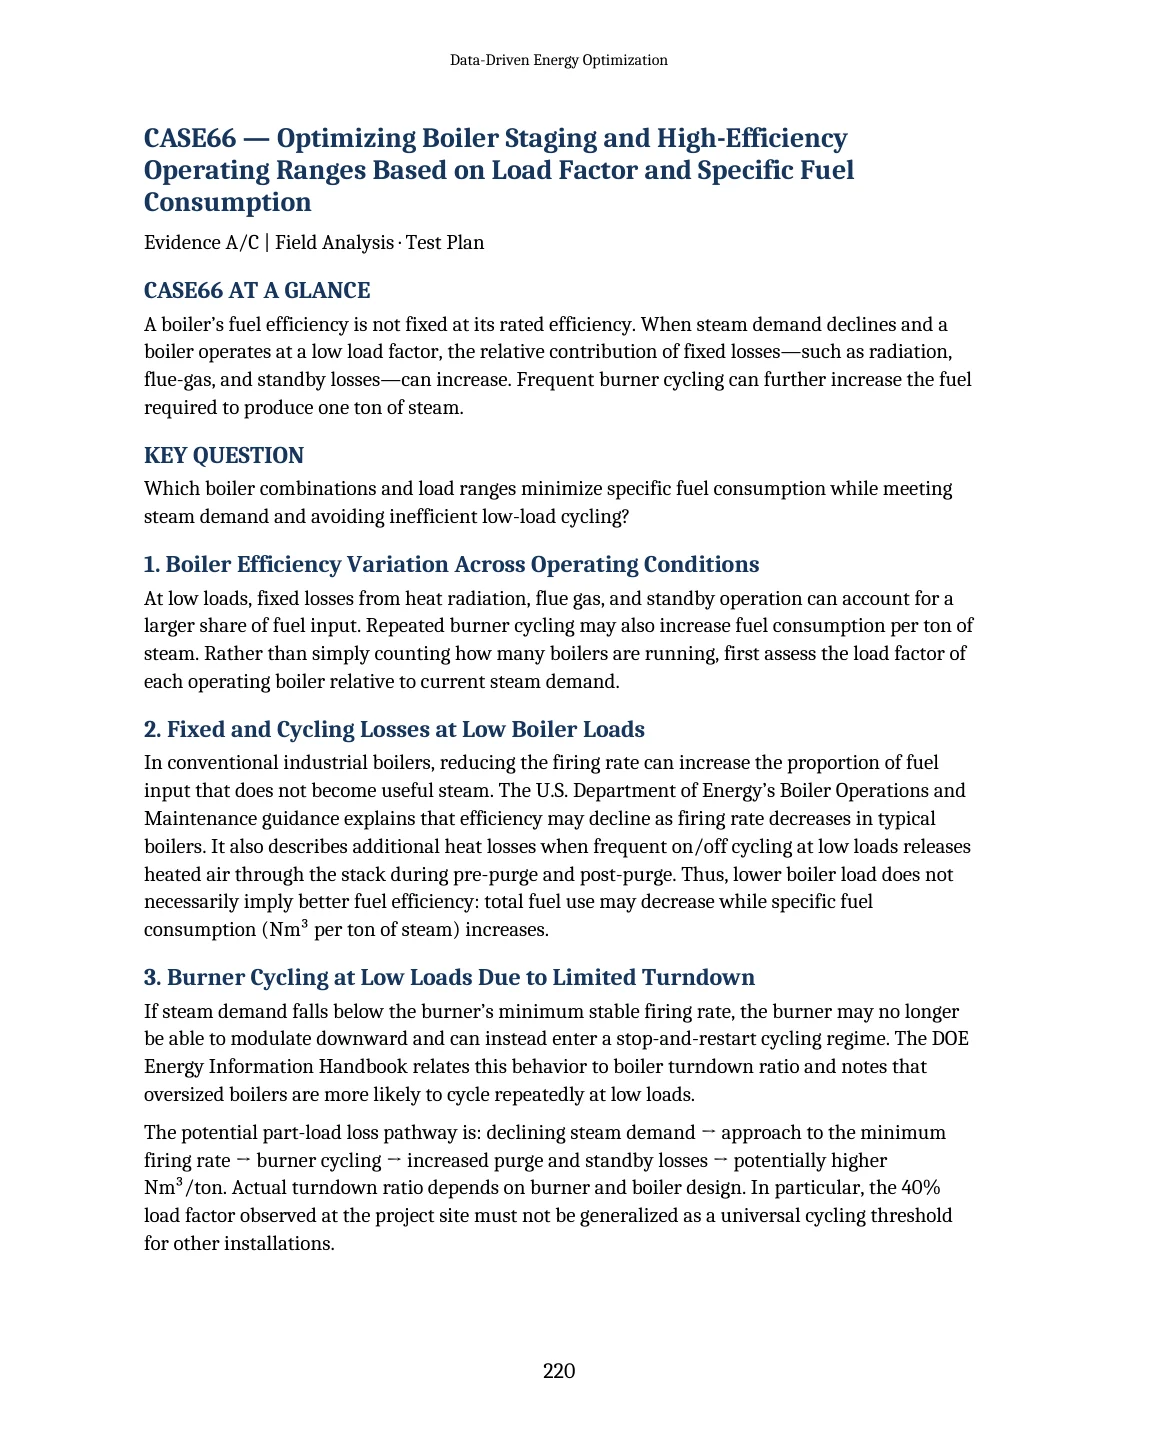 Data-Driven Energy Optimization
CASE66 — Optimizing Boiler Staging and High-Efficiency
Operating Ranges Based on Load Factor and Specific Fuel
Consumption
Evidence A/C | Field Analysis · Test Plan
CASE66 AT A GLANCE
A boiler’s fuel efficiency is not fixed at its rated efficiency. When steam demand declines and a
boiler operates at a low load factor, the relative contribution of fixed losses—such as radiation,
flue-gas, and standby losses—can increase. Frequent burner cycling can further increase the fuel
required to produce one ton of steam.
KEY QUESTION
Which boiler combinations and load ranges minimize specific fuel consumption while meeting
steam demand and avoiding inefficient low-load cycling?
1. Boiler Efficiency Variation Across Operating Conditions
At low loads, fixed losses from heat radiation, flue gas, and standby operation can account for a
larger share of fuel input. Repeated burner cycling may also increase fuel consumption per ton of
steam. Rather than simply counting how many boilers are running, first assess the load factor of
each operating boiler relative to current steam demand.
2. Fixed and Cycling Losses at Low Boiler Loads
In conventional industrial boilers, reducing the firing rate can increase the proportion of fuel
input that does not become useful steam. The U.S. Department of Energy’s Boiler Operations and
Maintenance guidance explains that efficiency may decline as firing rate decreases in typical
boilers. It also describes additional heat losses when frequent on/off cycling at low loads releases
heated air through the stack during pre-purge and post-purge. Thus, lower boiler load does not
necessarily imply better fuel efficiency: total fuel use may decrease while specific fuel
consumption (Nm³ per ton of steam) increases.
3. Burner Cycling at Low Loads Due to Limited Turndown
If steam demand falls below the burner’s minimum stable firing rate, the burner may no longer
be able to modulate downward and can instead enter a stop-and-restart cycling regime. The DOE
Energy Information Handbook relates this behavior to boiler turndown ratio and notes that
oversized boilers are more likely to cycle repeatedly at low loads.
The potential part-load loss pathway is: declining steam demand → approach to the minimum
firing rate → burner cycling → increased purge and standby losses → potentially higher
Nm³/ton. Actual turndown ratio depends on burner and boiler design. In particular, the 40%
load factor observed at the project site must not be generalized as a universal cycling threshold
for other installations.
220